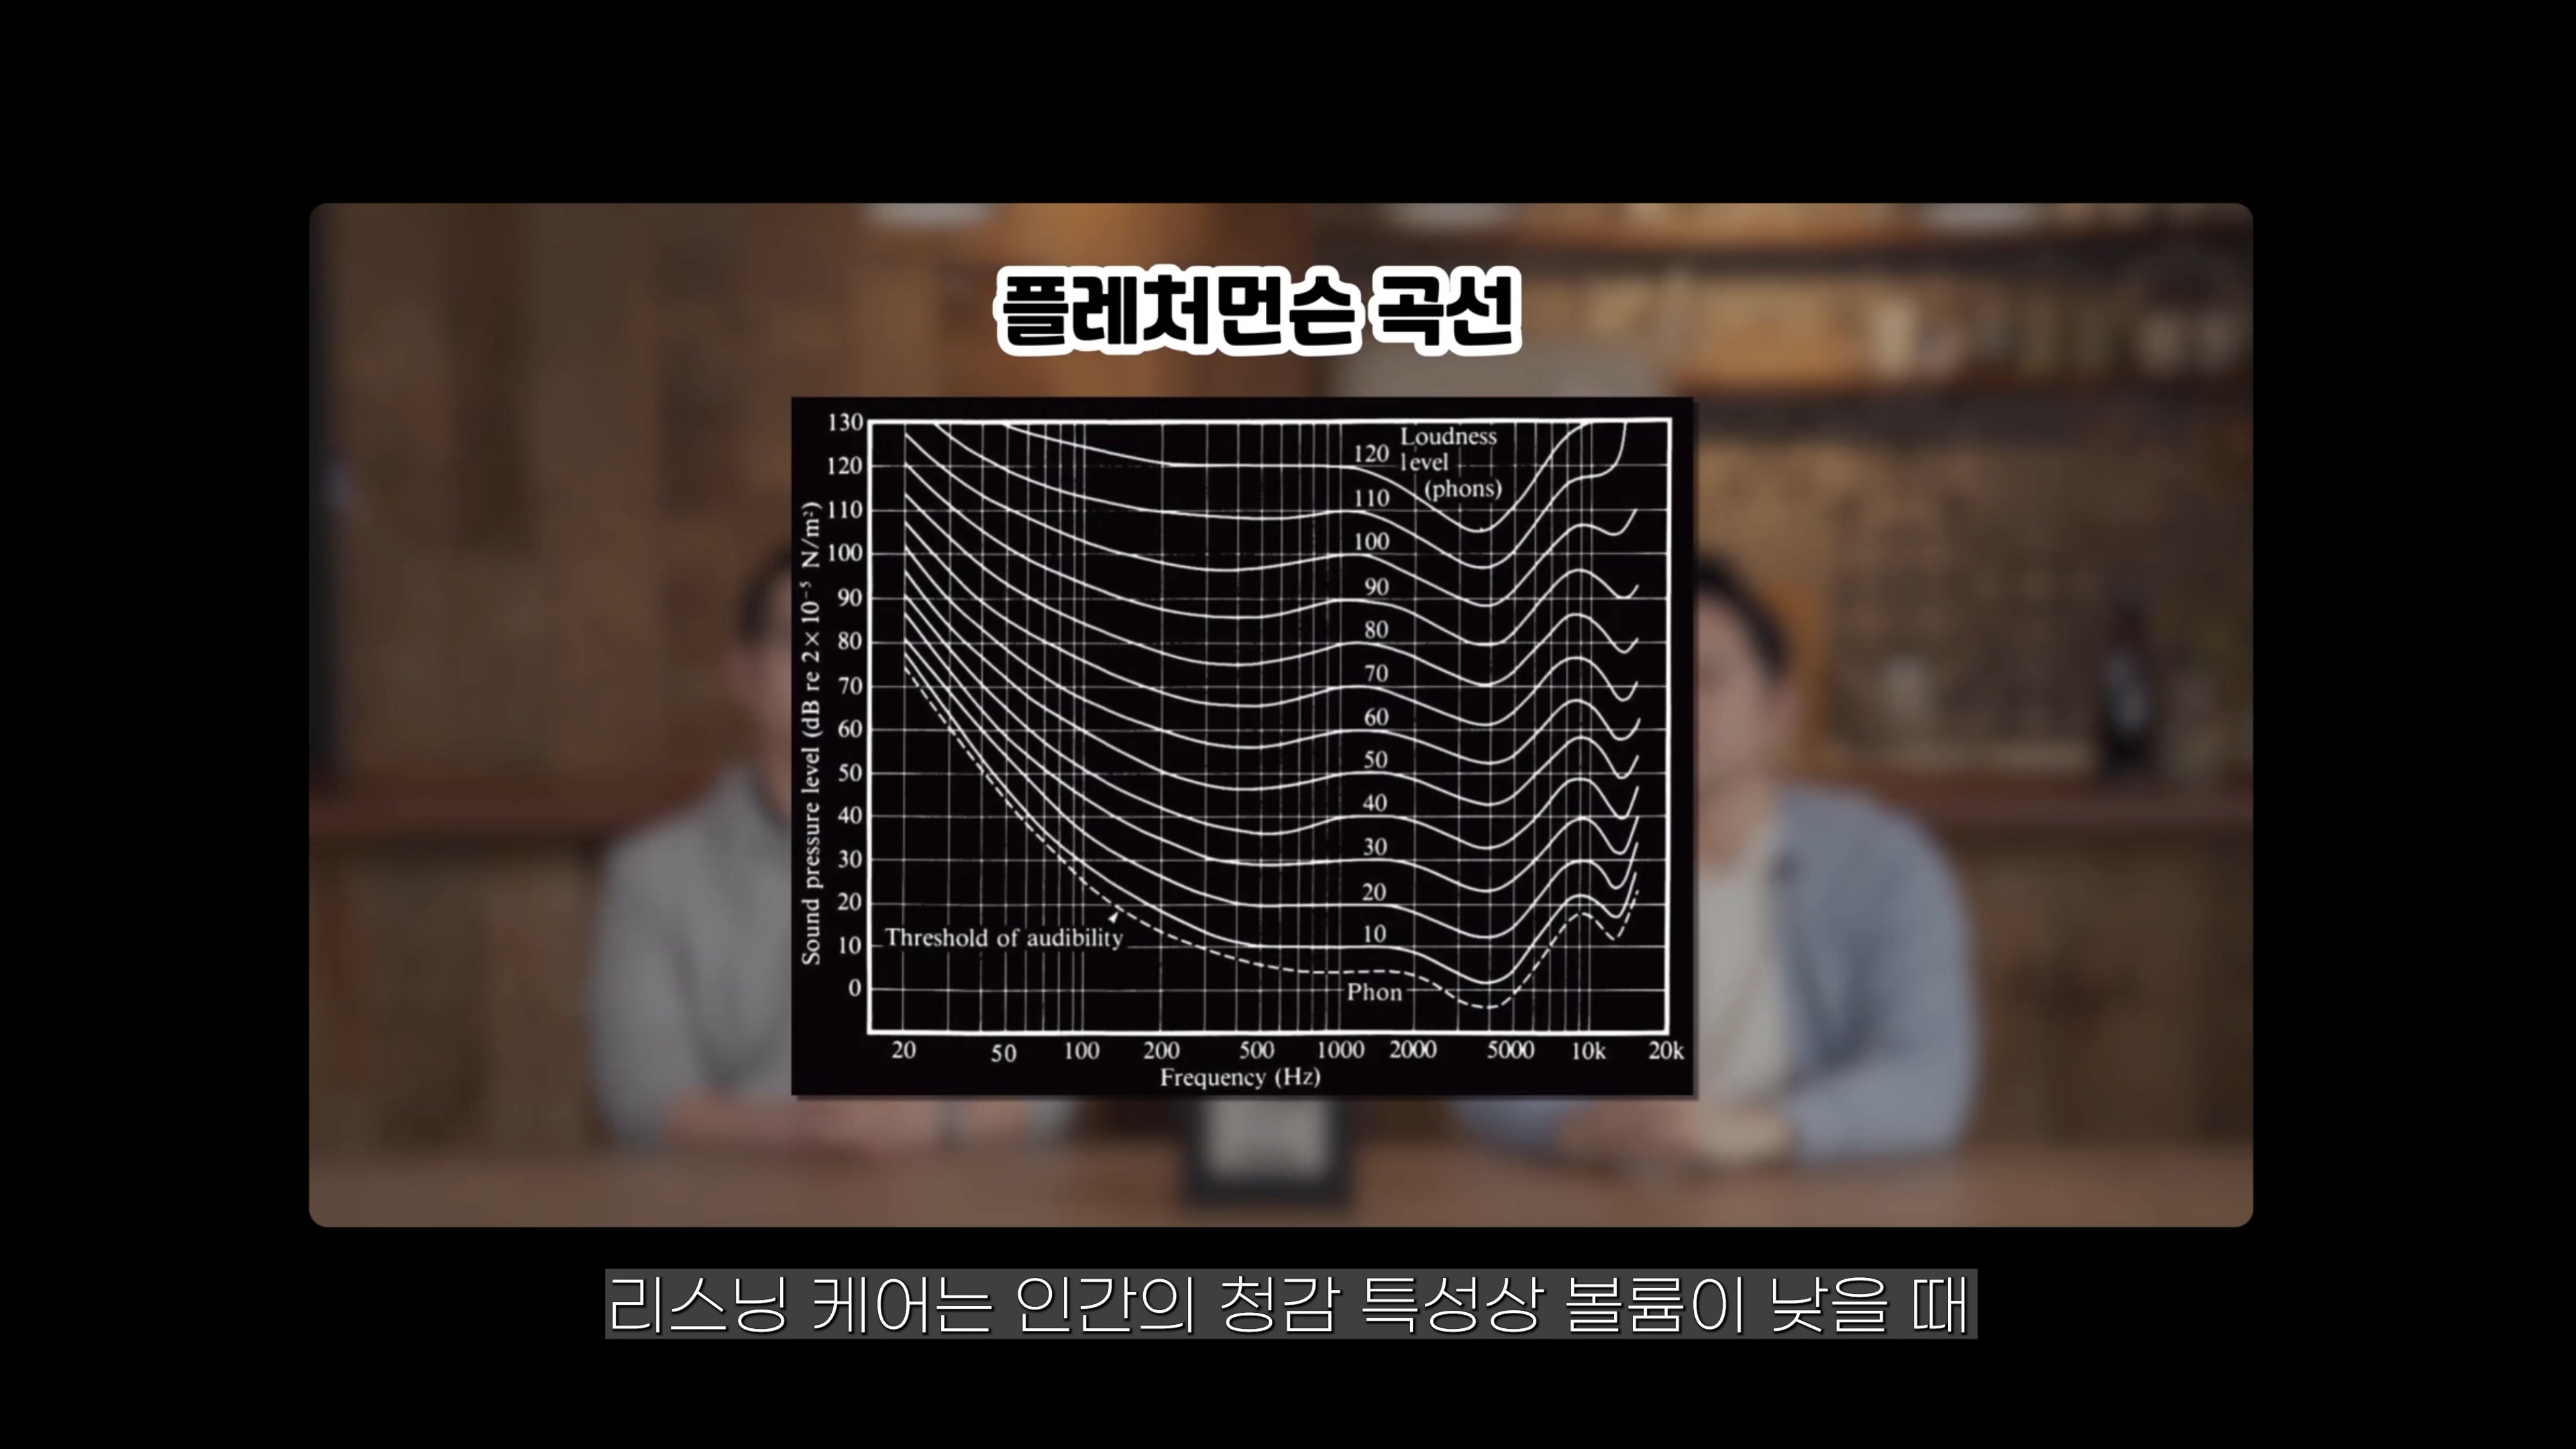 플레처먼슨 곡선
130
120
110
100
90
80
70
60
50
40
30
20
10
0
Sound pressure level (dB re 2×10⁻⁵ N/m²)
Loudness
level
(phons)
120
110
100
90
80
70
60
50
40
30
20
10
Threshold of audibility
Phon
20 50 100 200 500 1000 2000 5000 10k 20k
Frequency (Hz)
리스닝 케어는 인간의 청감 특성상 볼륨이 낮을 때